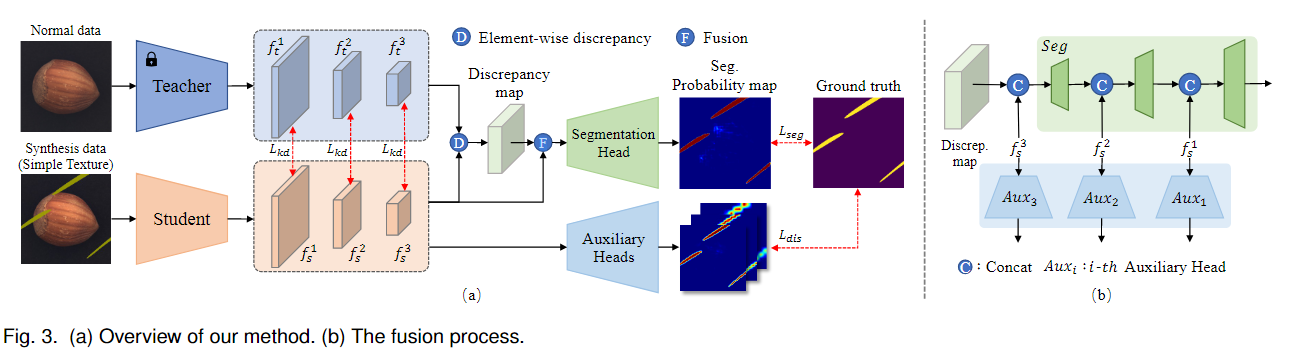 Normal data
Teacher
f_t^1
f_t^2
f_t^3
D Element-wise discrepancy
F Fusion
Discrepancy
map
Seg.
Probability map
Ground truth
L_kd
L_kd
L_kd
D
F
Segmentation
Head
L_seg
Synthesis data
(Simple Texture)
Student
f_s^1
f_s^2
f_s^3
Auxiliary
Heads
L_dis
(a)
Seg
C
C
C
Discrep.
map
f_s^3
f_s^2
f_s^1
Aux_3
Aux_2
Aux_1
C : Concat Aux_i : i-th Auxiliary Head
(b)
Fig. 3. (a) Overview of our method. (b) The fusion process.